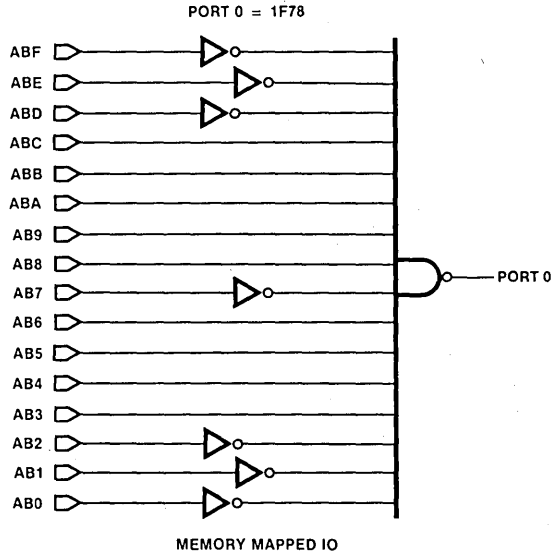 PORT 0 = 1F78
ABF
ABE
ABD
ABC
ABB
ABA
AB9
AB8
PORT 0
AB7
AB6
AB5
AB4
AB3
AB2
AB1
AB0
MEMORY MAPPED IO